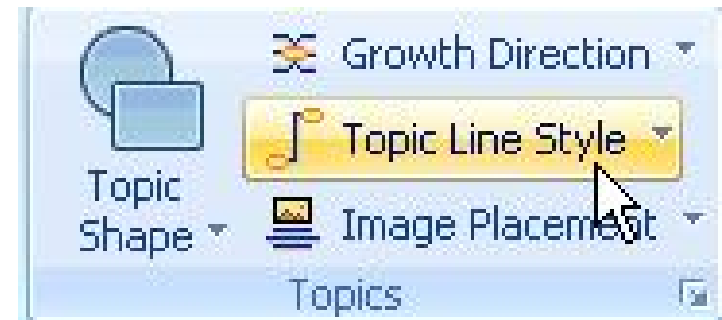 Growth Direction
Topic Line Style
Topic
Shape
Image Placement
Topics